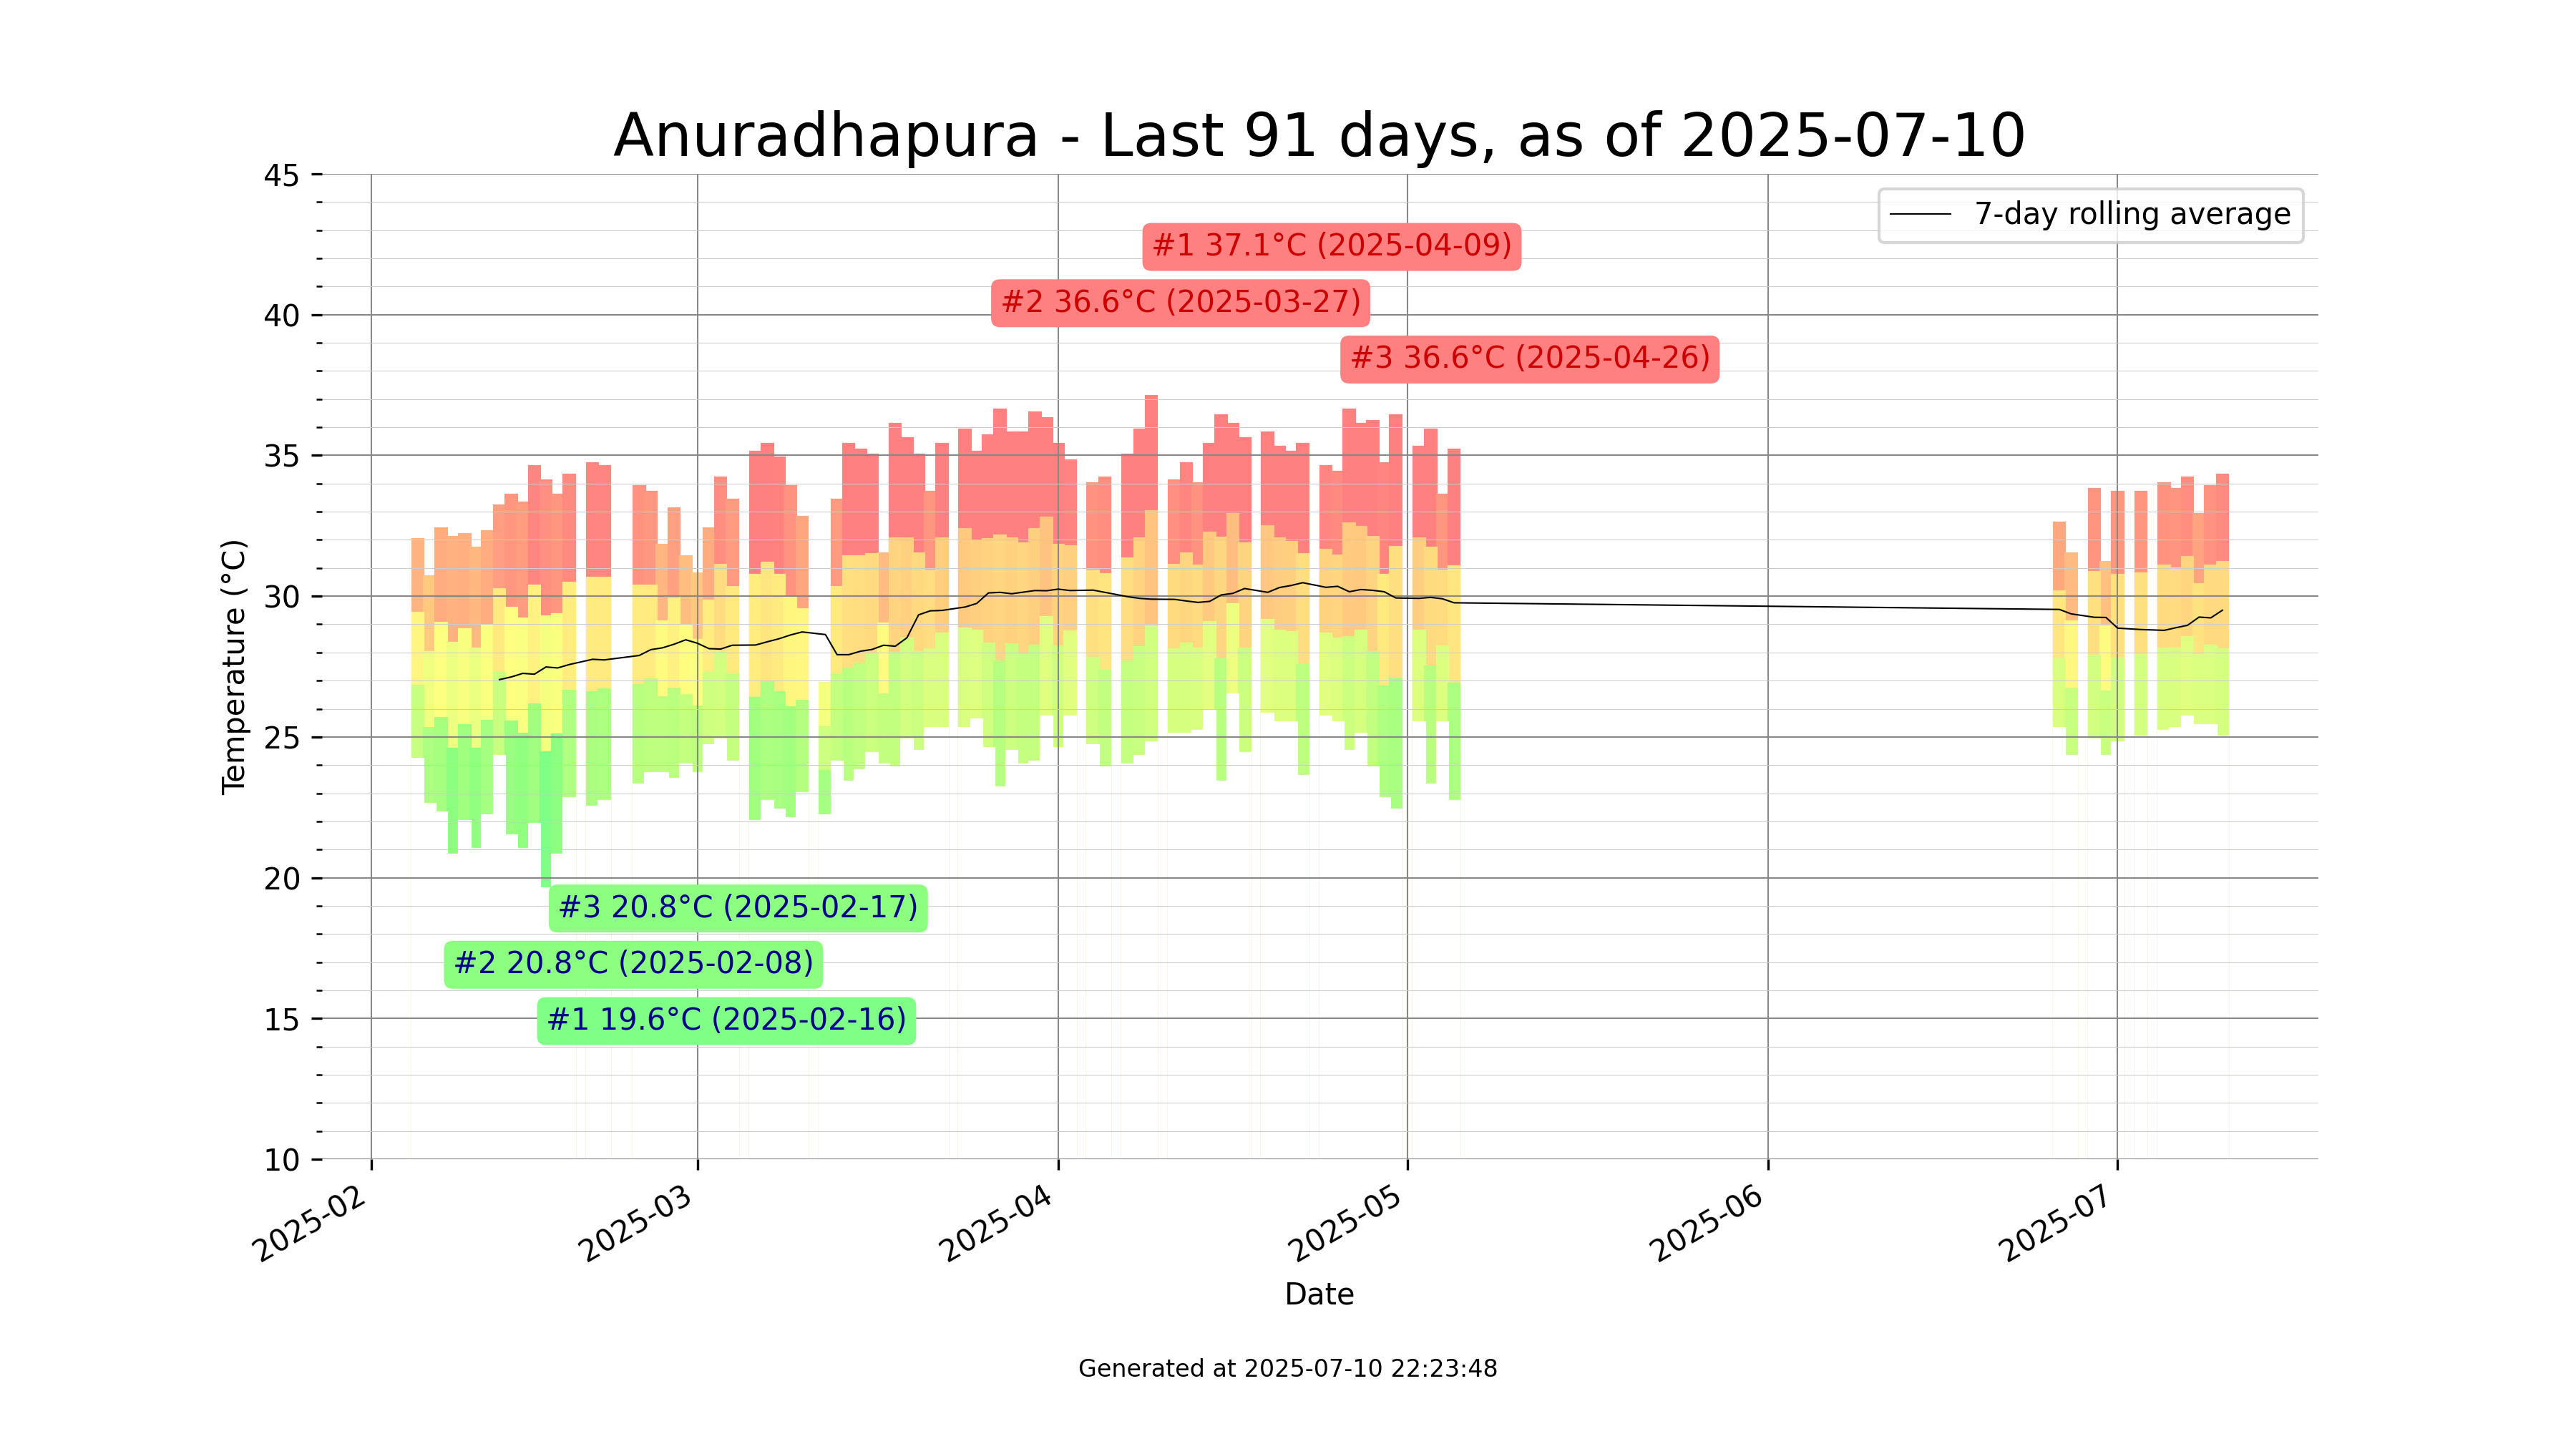 Anuradhapura - Last 91 days, as of 2025-07-10
7-day rolling average
#1 37.1°C (2025-04-09)
#2 36.6°C (2025-03-27)
#3 36.6°C (2025-04-26)
45
40
35
30
25
20
15
10
Temperature (°C)
#3 20.8°C (2025-02-17)
#2 20.8°C (2025-02-08)
#1 19.6°C (2025-02-16)
2025-02
2025-03
2025-04
2025-05
2025-06
2025-07
Date
Generated at 2025-07-10 22:23:48